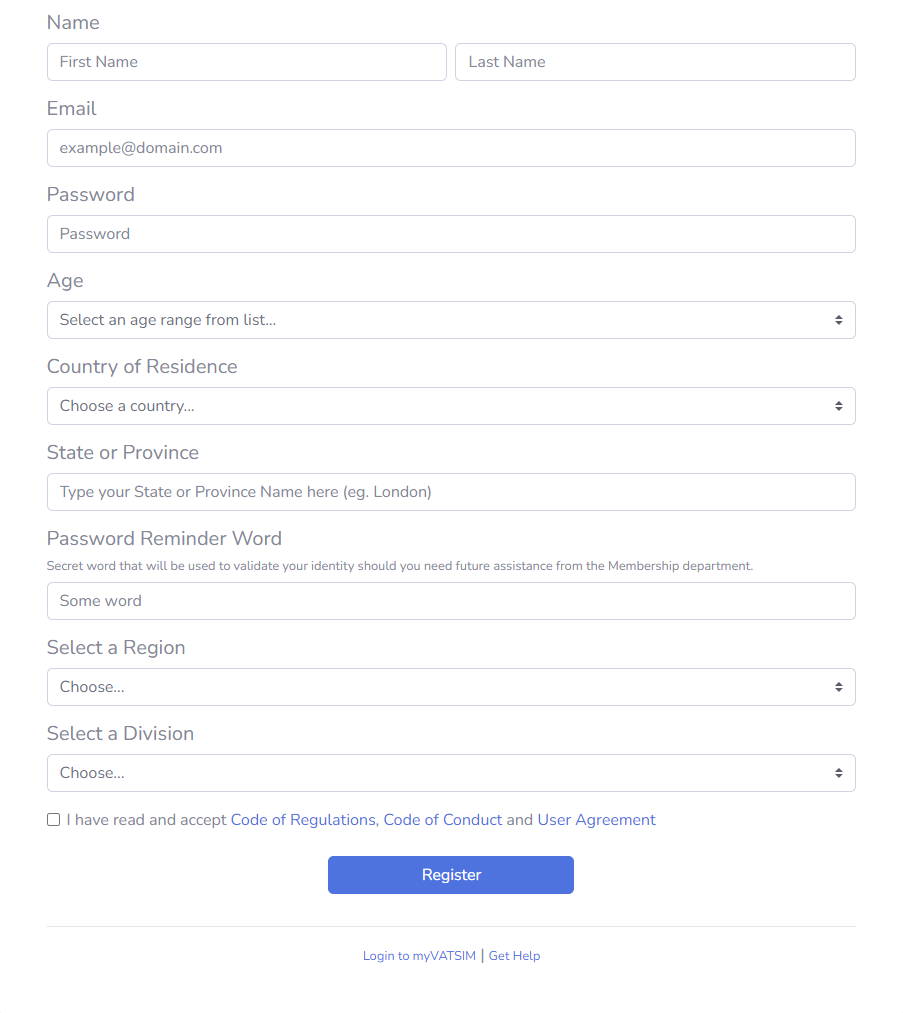 Name
First Name Last Name
Email
example@domain.com
Password
Password
Age
Select an age range from list...
Country of Residence
Choose a country...
State or Province
Type your State or Province Name here (eg. London)
Password Reminder Word
Secret word that will be used to validate your identity should you need future assistance from the Membership department.
Some word
Select a Region
Choose...
Select a Division
Choose...
I have read and accept Code of Regulations, Code of Conduct and User Agreement
Register
Login to myVATSIM | Get Help